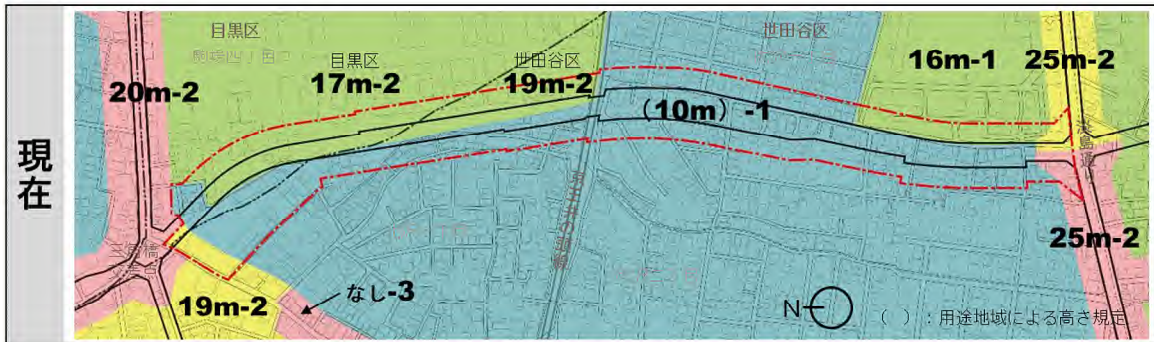 現在
目黒区
世田谷区
目黒区
世田谷区
16m-1
25m-2
20m-2
17m-2
19m-2
（10m）-1
25m-2
19m-2
なし-3
N
（　）：用途地域による高さ規定